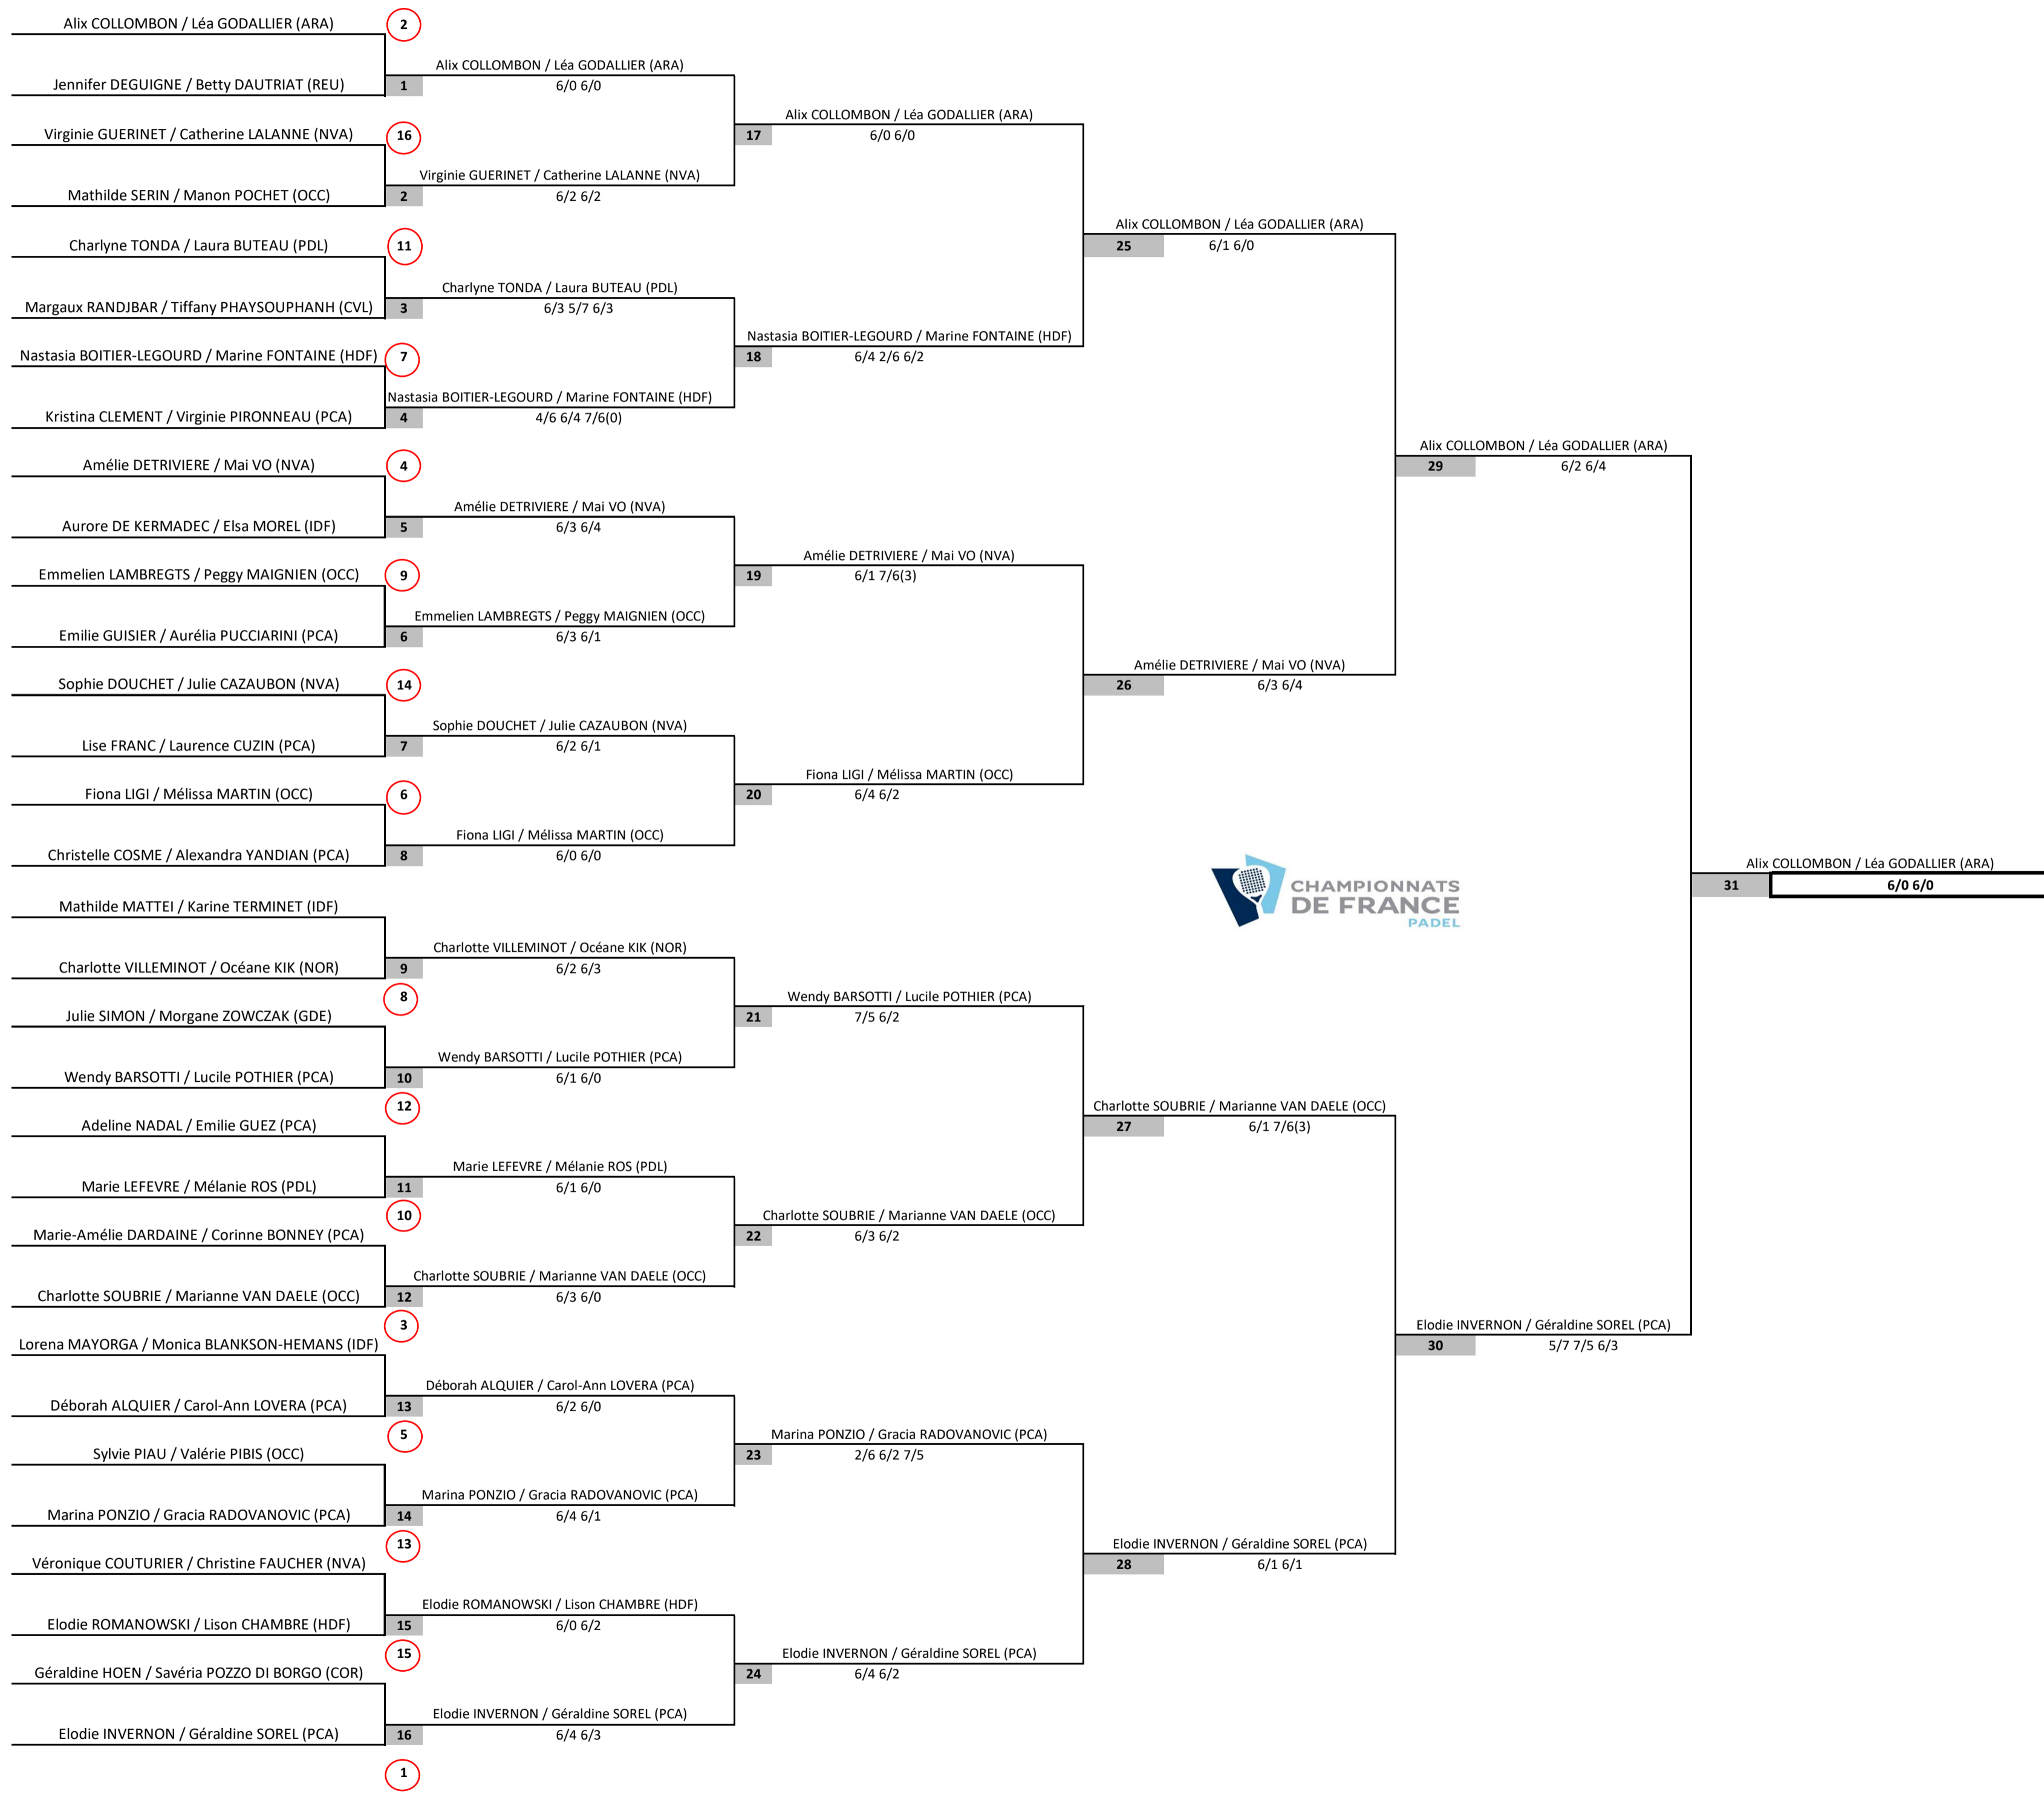 Alix COLLOMBON / Léa GODALLIER (ARA)
2
Jennifer DEGUIGNE / Betty DAUTRIAT (REU)
1
Alix COLLOMBON / Léa GODALLIER (ARA)
6/0 6/0
Virginie GUERINET / Catherine LALANNE (NVA)
16
Mathilde SERIN / Manon POCHET (OCC)
2
Virginie GUERINET / Catherine LALANNE (NVA)
6/2 6/2
17
Alix COLLOMBON / Léa GODALLIER (ARA)
6/0 6/0
Charlyne TONDA / Laura BUTEAU (PDL)
11
Margaux RANDJBAR / Tiffany PHAYSOUPHANH (CVL)
3
Charlyne TONDA / Laura BUTEAU (PDL)
6/3 5/7 6/3
Nastasia BOITIER-LEGOURD / Marine FONTAINE (HDF)
7
Kristina CLEMENT / Virginie PIRONNEAU (PCA)
4
Nastasia BOITIER-LEGOURD / Marine FONTAINE (HDF)
4/6 6/4 7/6(0)
18
Nastasia BOITIER-LEGOURD / Marine FONTAINE (HDF)
6/4 2/6 6/2
25
Alix COLLOMBON / Léa GODALLIER (ARA)
6/1 6/0
Amélie DETRIVIERE / Mai VO (NVA)
4
Aurore DE KERMADEC / Elsa MOREL (IDF)
5
Amélie DETRIVIERE / Mai VO (NVA)
6/3 6/4
Emmelien LAMBREGTS / Peggy MAIGNIEN (OCC)
9
Emilie GUISIER / Aurélia PUCCIARINI (PCA)
6
Emmelien LAMBREGTS / Peggy MAIGNIEN (OCC)
6/3 6/1
19
Amélie DETRIVIERE / Mai VO (NVA)
6/1 7/6(3)
Sophie DOUCHET / Julie CAZAUBON (NVA)
14
Lise FRANC / Laurence CUZIN (PCA)
7
Sophie DOUCHET / Julie CAZAUBON (NVA)
6/2 6/1
Fiona LIGI / Mélissa MARTIN (OCC)
6
Christelle COSME / Alexandra YANDIAN (PCA)
8
Fiona LIGI / Mélissa MARTIN (OCC)
6/0 6/0
20
Fiona LIGI / Mélissa MARTIN (OCC)
6/4 6/2
26
Amélie DETRIVIERE / Mai VO (NVA)
6/3 6/4
29
Alix COLLOMBON / Léa GODALLIER (ARA)
6/2 6/4
CHAMPIONNATS
DE FRANCE
PADEL
31
Alix COLLOMBON / Léa GODALLIER (ARA)
6/0 6/0
Mathilde MATTEI / Karine TERMINET (IDF)
Charlotte VILLEMINOT / Océane KIK (NOR)
9
8
Charlotte VILLEMINOT / Océane KIK (NOR)
6/2 6/3
Julie SIMON / Morgane ZOWCZAK (GDE)
Wendy BARSOTTI / Lucile POTHIER (PCA)
10
12
Wendy BARSOTTI / Lucile POTHIER (PCA)
6/1 6/0
21
Wendy BARSOTTI / Lucile POTHIER (PCA)
7/5 6/2
Adeline NADAL / Emilie GUEZ (PCA)
Marie LEFEVRE / Mélanie ROS (PDL)
11
10
Marie LEFEVRE / Mélanie ROS (PDL)
6/1 6/0
Marie-Amélie DARDAINE / Corinne BONNEY (PCA)
Charlotte SOUBRIE / Marianne VAN DAELE (OCC)
12
3
Charlotte SOUBRIE / Marianne VAN DAELE (OCC)
6/3 6/0
22
Charlotte SOUBRIE / Marianne VAN DAELE (OCC)
6/3 6/2
27
Charlotte SOUBRIE / Marianne VAN DAELE (OCC)
6/1 7/6(3)
Lorena MAYORGA / Monica BLANKSON-HEMANS (IDF)
Déborah ALQUIER / Carol-Ann LOVERA (PCA)
13
5
Déborah ALQUIER / Carol-Ann LOVERA (PCA)
6/2 6/0
Sylvie PIAU / Valérie PIBIS (OCC)
Marina PONZIO / Gracia RADOVANOVIC (PCA)
14
13
Marina PONZIO / Gracia RADOVANOVIC (PCA)
6/4 6/1
23
Marina PONZIO / Gracia RADOVANOVIC (PCA)
2/6 6/2 7/5
Véronique COUTURIER / Christine FAUCHER (NVA)
Elodie ROMANOWSKI / Lison CHAMBRE (HDF)
15
15
Elodie ROMANOWSKI / Lison CHAMBRE (HDF)
6/0 6/2
Géraldine HOEN / Savéria POZZO DI BORGO (COR)
Elodie INVERNON / Géraldine SOREL (PCA)
16
1
Elodie INVERNON / Géraldine SOREL (PCA)
6/4 6/3
24
Elodie INVERNON / Géraldine SOREL (PCA)
6/4 6/2
28
Elodie INVERNON / Géraldine SOREL (PCA)
6/1 6/1
30
Elodie INVERNON / Géraldine SOREL (PCA)
5/7 7/5 6/3